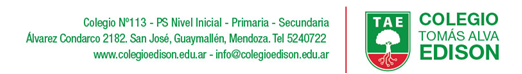 Colegio Nº113 - PS Nivel Inicial - Primaria - Secundaria
Álvarez Condarco 2182. San José, Guaymallén, Mendoza. Tel 5240722
www.colegioedison.edu.ar - info@colegioedison.edu.ar
TAE
COLEGIO
TOMÁS ALVA
EDISON